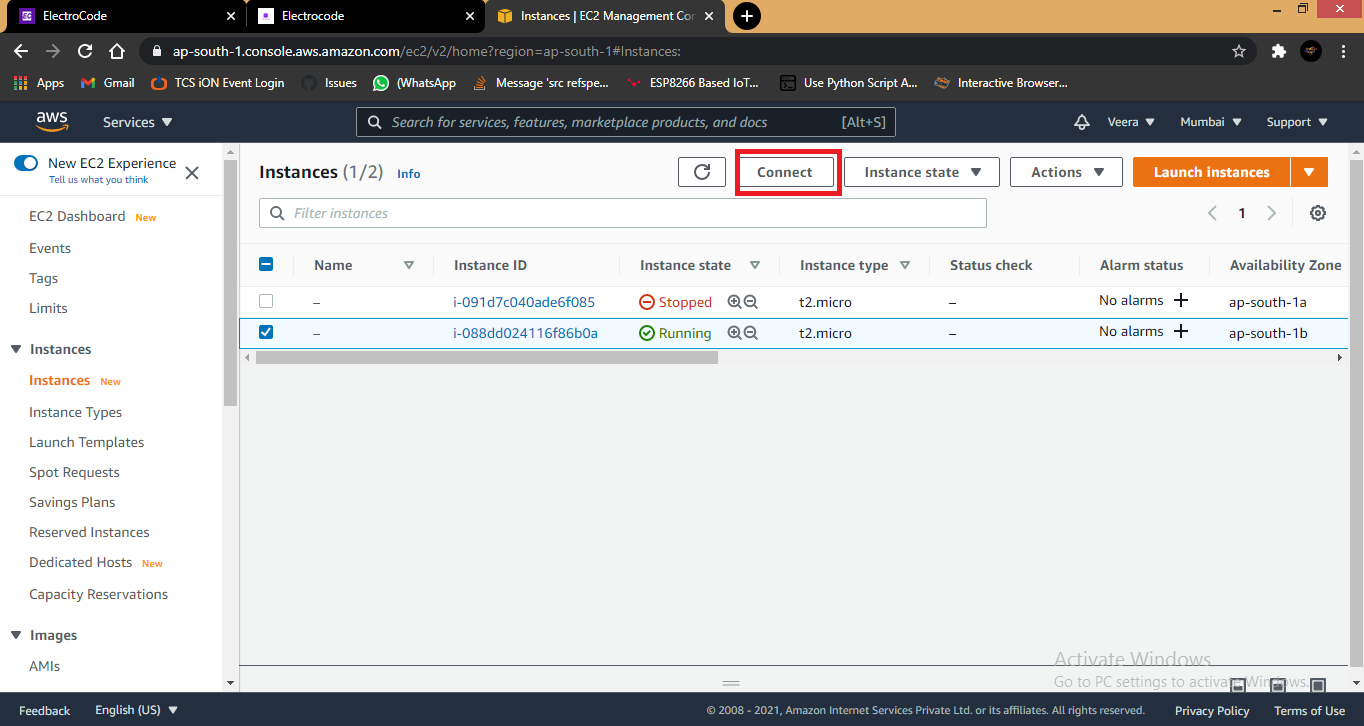 ElectroCode
Electrocode
Instances | EC2 Management Con
ap-south-1.console.aws.amazon.com/ec2/v2/home?region=ap-south-1#Instances:
Apps
Gmail
TCS iON Event Login
Issues
(WhatsApp
Message 'src refspe...
ESP8266 Based IoT...
Use Python Script A...
Interactive Browser...
aws
Services
Search for services, features, marketplace products, and docs
[Alt+S]
Veera
Mumbai
Support
New EC2 Experience
Tell us what you think
EC2 Dashboard New
Events
Tags
Limits
Instances
Instances New
Instance Types
Launch Templates
Spot Requests
Savings Plans
Reserved Instances
Dedicated Hosts New
Capacity Reservations
Images
AMIs
Instances (1/2) Info
Connect
Instance state
Actions
Launch instances
Filter instances
1
Name Instance ID Instance state Instance type Status check Alarm status Availability Zone
– i-091d7c040ade6f085 Stopped t2.micro – No alarms + ap-south-1a
– i-088dd024116f86b0a Running t2.micro – No alarms + ap-south-1b
Activate Windows
Go to PC settings to activate Windows.
Feedback
English (US)
© 2008 - 2021, Amazon Internet Services Private Ltd. or its affiliates. All rights reserved.
Privacy Policy
Terms of Use